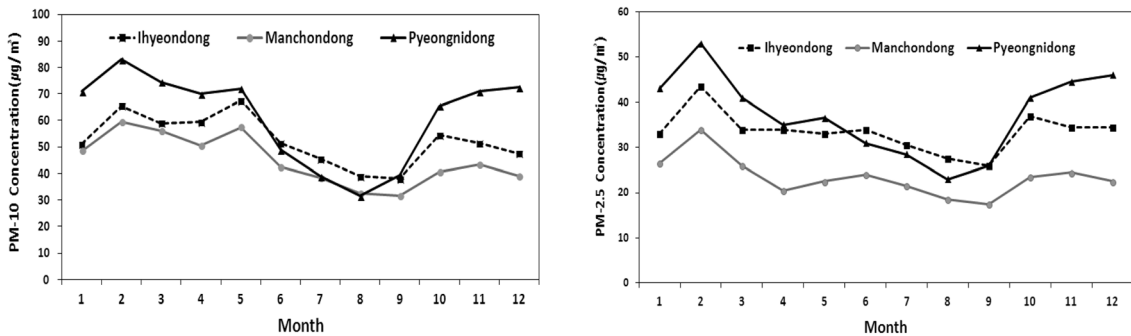 PM-10 Concentration(㎍/㎥)
100
90
80
70
60
50
40
30
20
10
0
Ihyeondong Manchondong Pyeongnidong
1 2 3 4 5 6 7 8 9 10 11 12
Month
PM-2.5 Concentration(㎍/㎥)
60
50
40
30
20
10
0
Ihyeondong Manchondong Pyeongnidong
1 2 3 4 5 6 7 8 9 10 11 12
Month